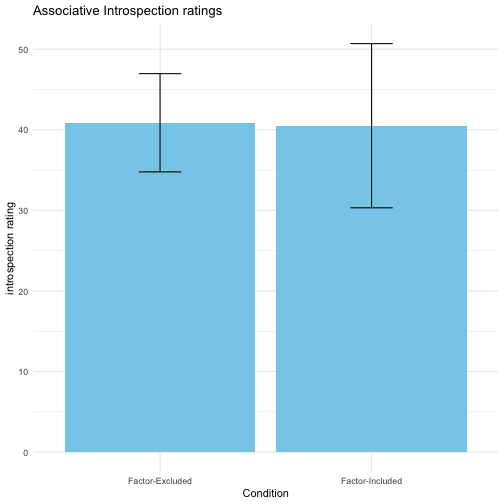 Associative Introspection ratings
introspection rating
50
40
30
20
10
0
Factor-Excluded
Factor-Included
Condition